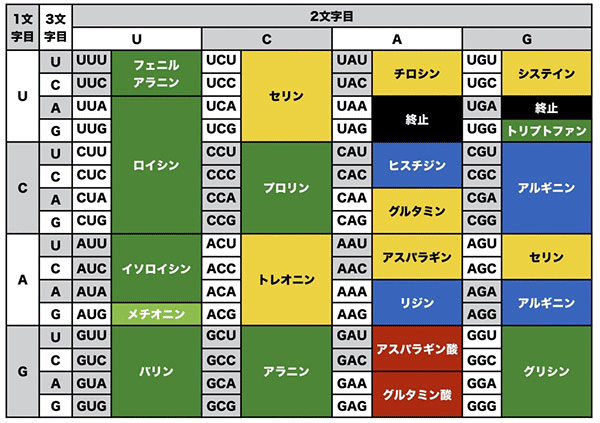 1文字目 3文字目 2文字目
U C A G
U U UUU フェニルアラニン UCU セリン UAU チロシン UGU システイン
C UUC UCC UAC UGC
A UUA ロイシン UCA UAA 終止 UGA 終止
G UUG UCG UAG UGG トリプトファン
C U CUU CCU プロリン CAU ヒスチジン CGU アルギニン
C CUC CCC CAC CGC
A CUA CCA CAA グルタミン CGA
G CUG CCG CAG CGG
A U AUU イソロイシン ACU トレオニン AAU アスパラギン AGU セリン
C AUC ACC AAC AGC
A AUA ACA AAA リジン AGA アルギニン
G AUG メチオニン ACG AAG AGG
G U GUU バリン GCU アラニン GAU アスパラギン酸 GGU グリシン
C GUC GCC GAC GGC
A GUA GCA GAA グルタミン酸 GGA
G GUG GCG GAG GGG